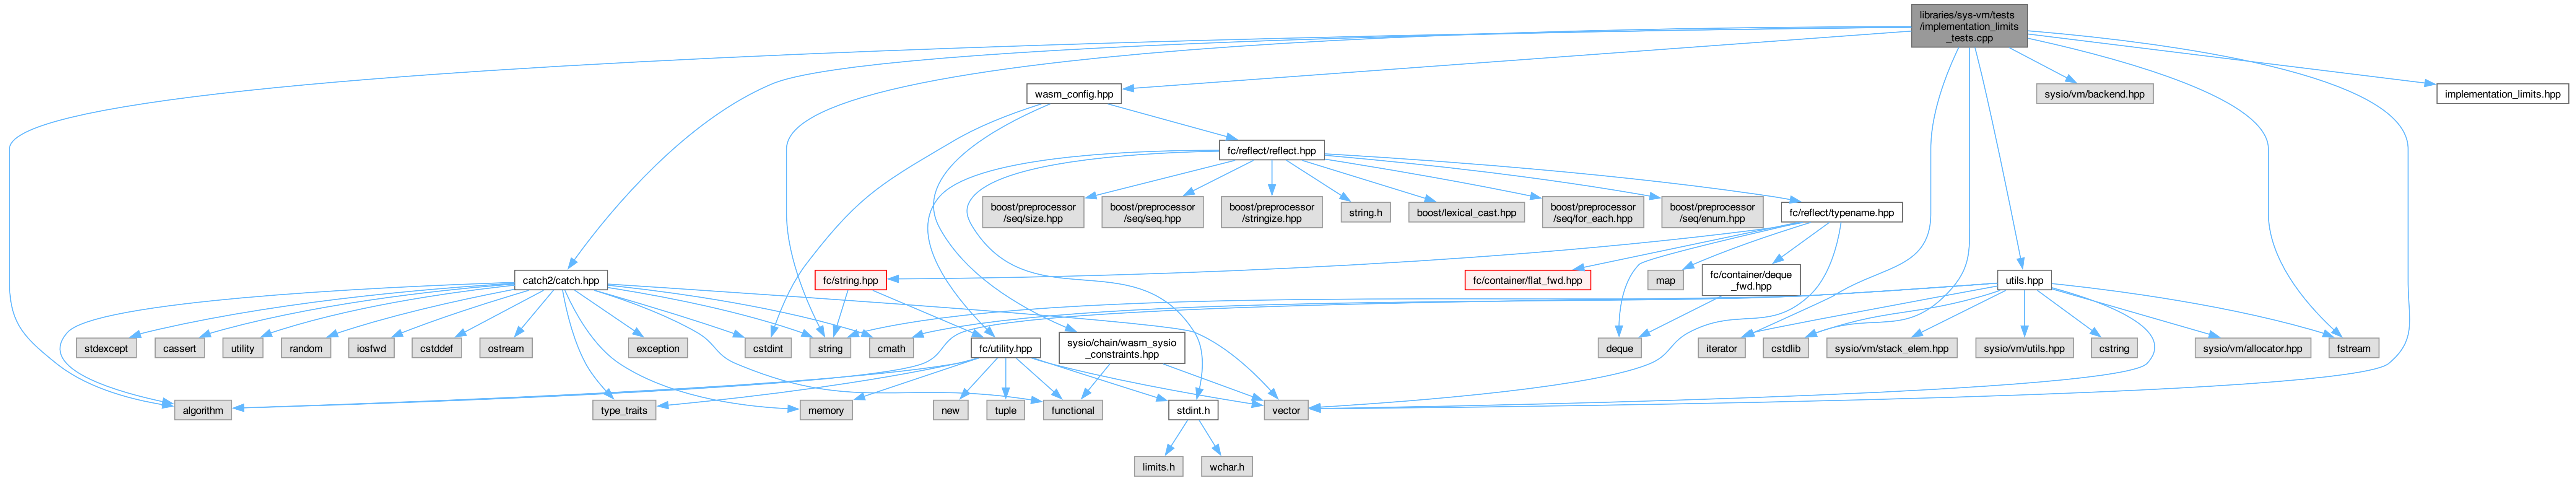 libraries/sys-vm/tests
/implementation_limits
_tests.cpp
wasm_config.hpp
sysio/vm/backend.hpp
implementation_limits.hpp
fc/reflect/reflect.hpp
boost/preprocessor
/seq/size.hpp
boost/preprocessor
/seq/seq.hpp
boost/preprocessor
/stringize.hpp
string.h
boost/lexical_cast.hpp
boost/preprocessor
/seq/for_each.hpp
boost/preprocessor
/seq/enum.hpp
fc/reflect/typename.hpp
catch2/catch.hpp
fc/string.hpp
fc/container/flat_fwd.hpp
map
fc/container/deque
_fwd.hpp
utils.hpp
stdexcept
cassert
utility
random
iosfwd
cstddef
ostream
exception
cstdint
string
cmath
fc/utility.hpp
sysio/chain/wasm_sysio
_constraints.hpp
deque
iterator
cstdlib
sysio/vm/stack_elem.hpp
sysio/vm/utils.hpp
cstring
sysio/vm/allocator.hpp
fstream
algorithm
type_traits
memory
new
tuple
functional
stdint.h
vector
limits.h
wchar.h